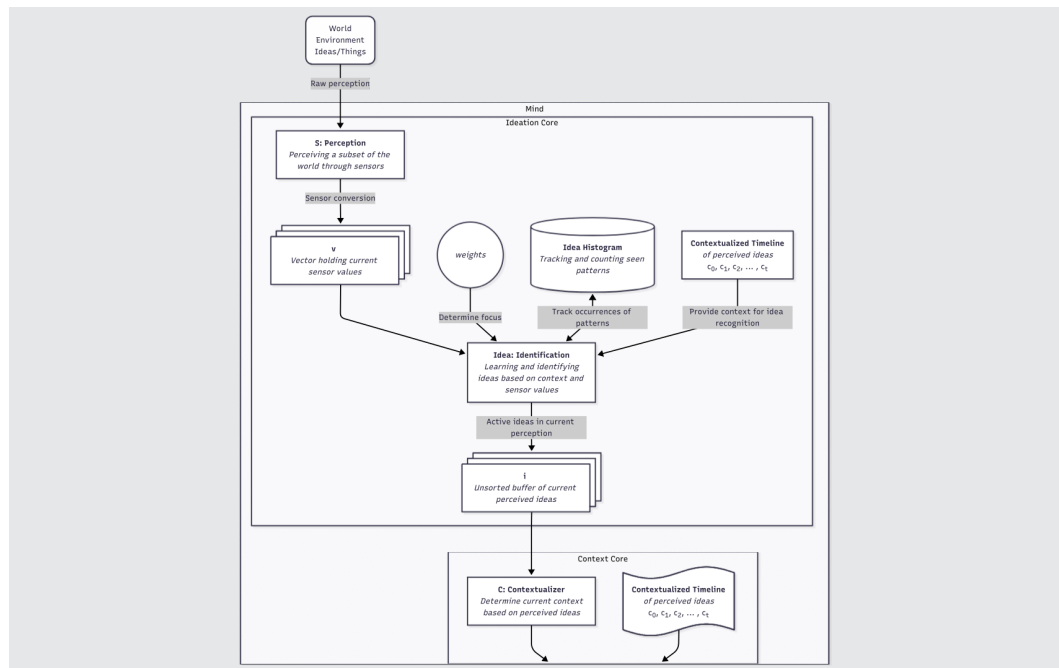 World
Environment
Ideas/Things
Raw perception
Mind
Ideation Core
S: Perception
Perceiving a subset of the
world through sensors
Sensor conversion
v
Vector holding current
sensor values
weights
Idea Histogram
Tracking and counting seen
patterns
Contextualized Timeline
of perceived ideas
c₀, c₁, c₂, ... , cₜ
Determine focus
Track occurrences of
patterns
Provide context for idea
recognition
Idea: Identification
Learning and identifying
ideas based on context and
sensor values
Active ideas in current
perception
i
Unsorted buffer of current
perceived ideas
Context Core
C: Contextualizer
Determine current context
based on perceived ideas
Contextualized Timeline
of perceived ideas
c₀, c₁, c₂, ... , cₜ